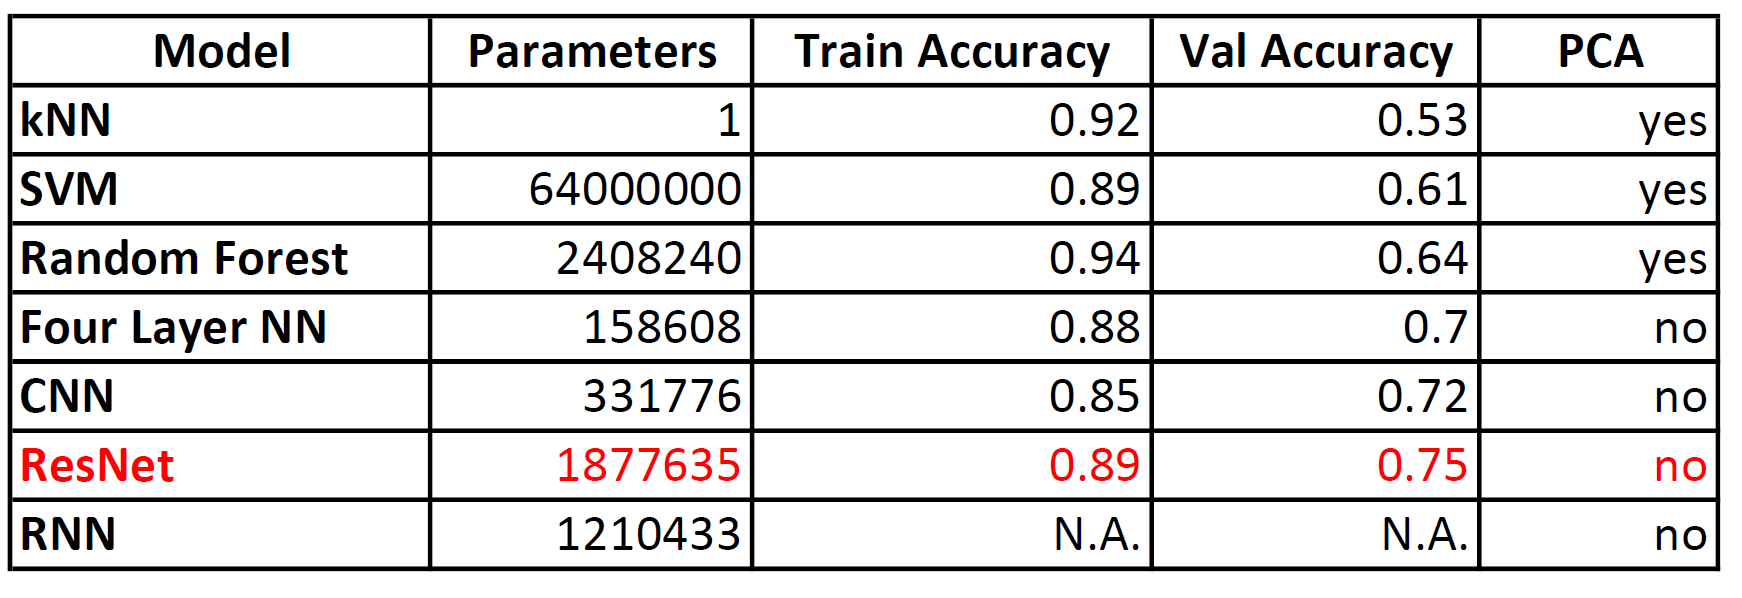 Model Parameters Train Accuracy Val Accuracy PCA
kNN 1 0.92 0.53 yes
SVM 64000000 0.89 0.61 yes
Random Forest 2408240 0.94 0.64 yes
Four Layer NN 158608 0.88 0.7 no
CNN 331776 0.85 0.72 no
ResNet 1877635 0.89 0.75 no
RNN 1210433 N.A. N.A. no